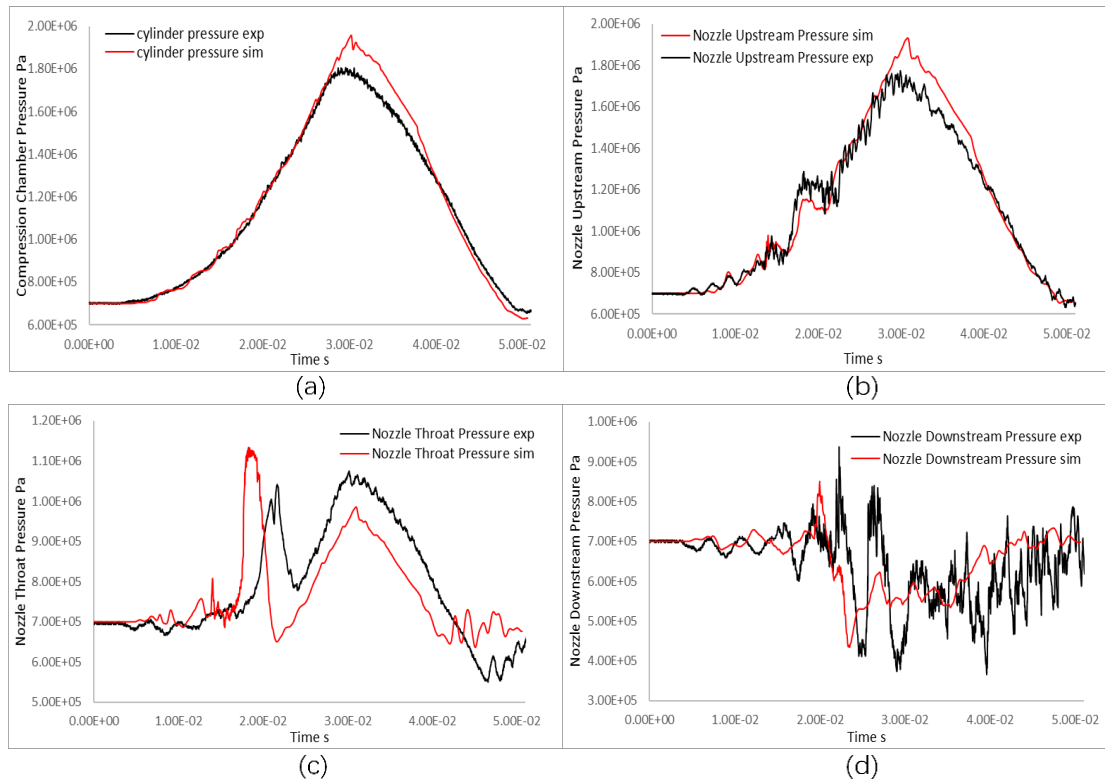 cylinder pressure exp
cylinder pressure sim
Compression Chamber Pressure Pa
2.00E+06
1.80E+06
1.60E+06
1.40E+06
1.20E+06
1.00E+06
8.00E+05
6.00E+05
0.00E+00 1.00E-02 2.00E-02 3.00E-02 4.00E-02 5.00E-02
Time s
(a)
Nozzle Upstream Pressure sim
Nozzle Upstream Pressure exp
Nozzle Upstream Pressure Pa
2.00E+06
1.80E+06
1.60E+06
1.40E+06
1.20E+06
1.00E+06
8.00E+05
6.00E+05
0.00E+00 1.00E-02 2.00E-02 3.00E-02 4.00E-02 5.00E-02
Time s
(b)
Nozzle Throat Pressure exp
Nozzle Throat Pressure sim
Nozzle Throat Pressure Pa
1.20E+06
1.10E+06
1.00E+06
9.00E+05
8.00E+05
7.00E+05
6.00E+05
5.00E+05
0.00E+00 1.00E-02 2.00E-02 3.00E-02 4.00E-02 5.00E-02
Time s
(c)
Nozzle Downstream Pressure exp
Nozzle Downstream Pressure sim
Nozzle Downstream Pressure Pa
1.00E+06
9.00E+05
8.00E+05
7.00E+05
6.00E+05
5.00E+05
4.00E+05
3.00E+05
0.00E+00 1.00E-02 2.00E-02 3.00E-02 4.00E-02 5.00E-02
Time s
(d)